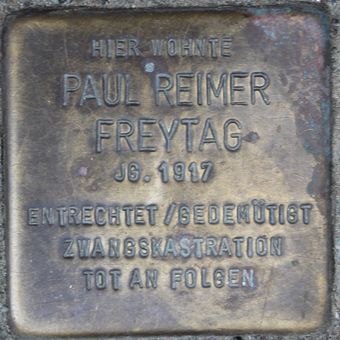 HIER WOHNTE
PAUL REIMER
FREYTAG
JG. 1917
ENTRECHTET/GEDEMÜTIGT
ZWANGSKASTRATION
TOT AN FOLGEN